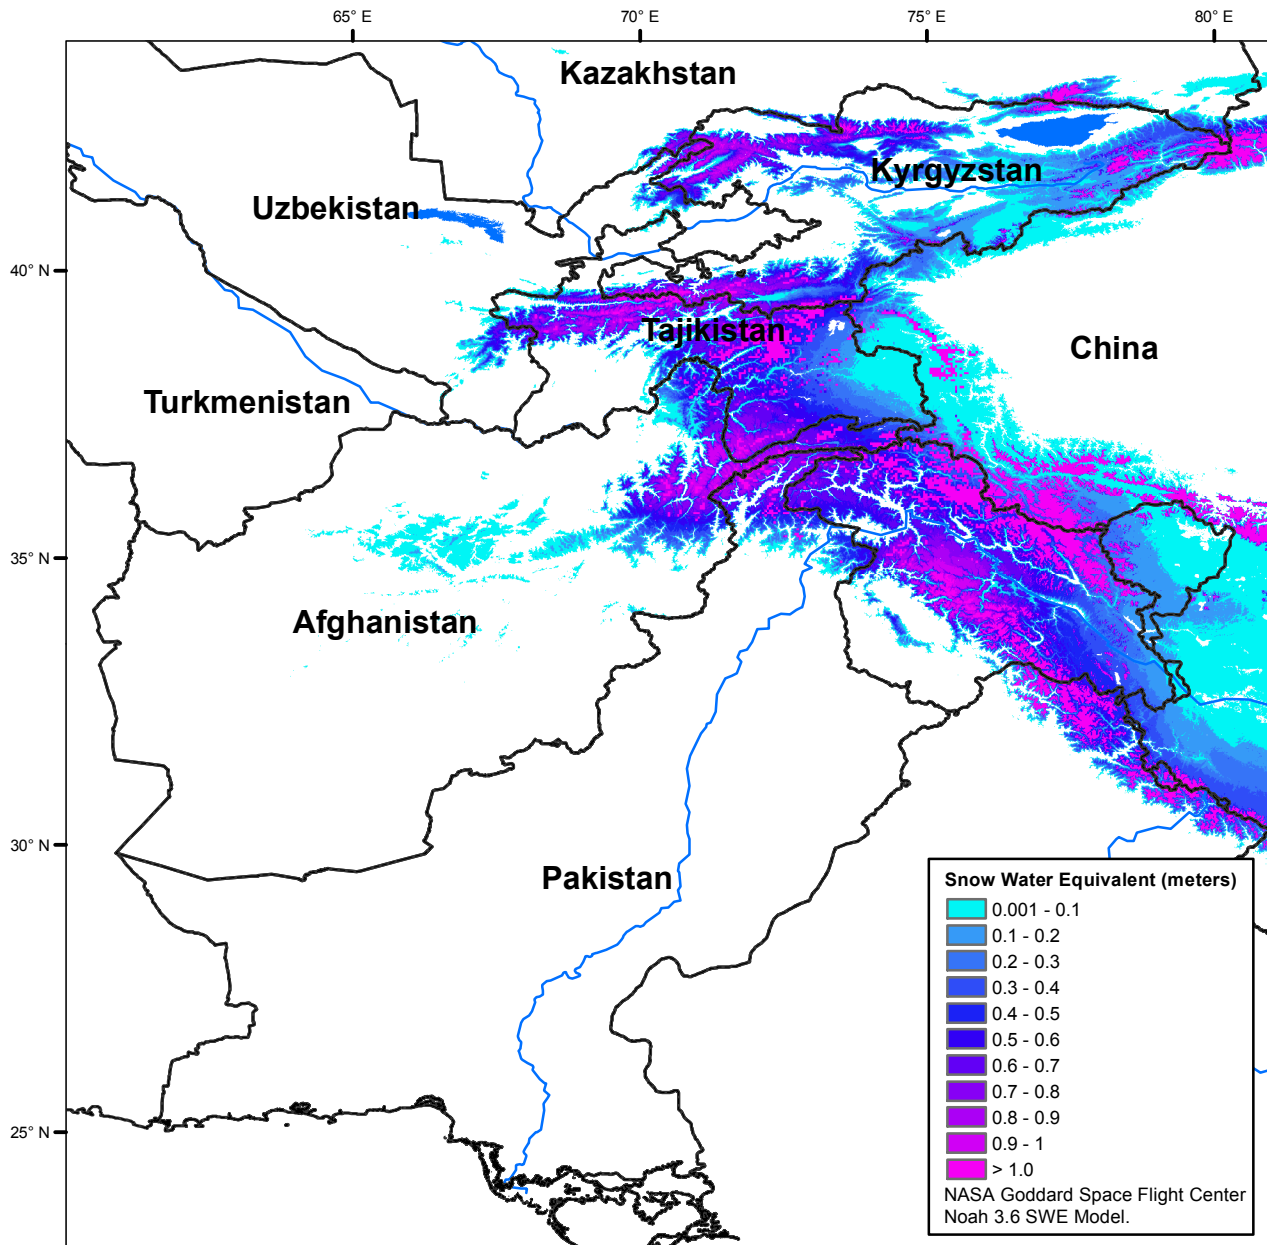 65° E
70° E
75° E
80° E
Kazakhstan
Kyrgyzstan
Uzbekistan
40° N
Tajikistan
China
Turkmenistan
35° N
Afghanistan
30° N
Pakistan
25° N
Snow Water Equivalent (meters)
0.001 - 0.1
0.1 - 0.2
0.2 - 0.3
0.3 - 0.4
0.4 - 0.5
0.5 - 0.6
0.6 - 0.7
0.7 - 0.8
0.8 - 0.9
0.9 - 1
> 1.0
NASA Goddard Space Flight Center
Noah 3.6 SWE Model.